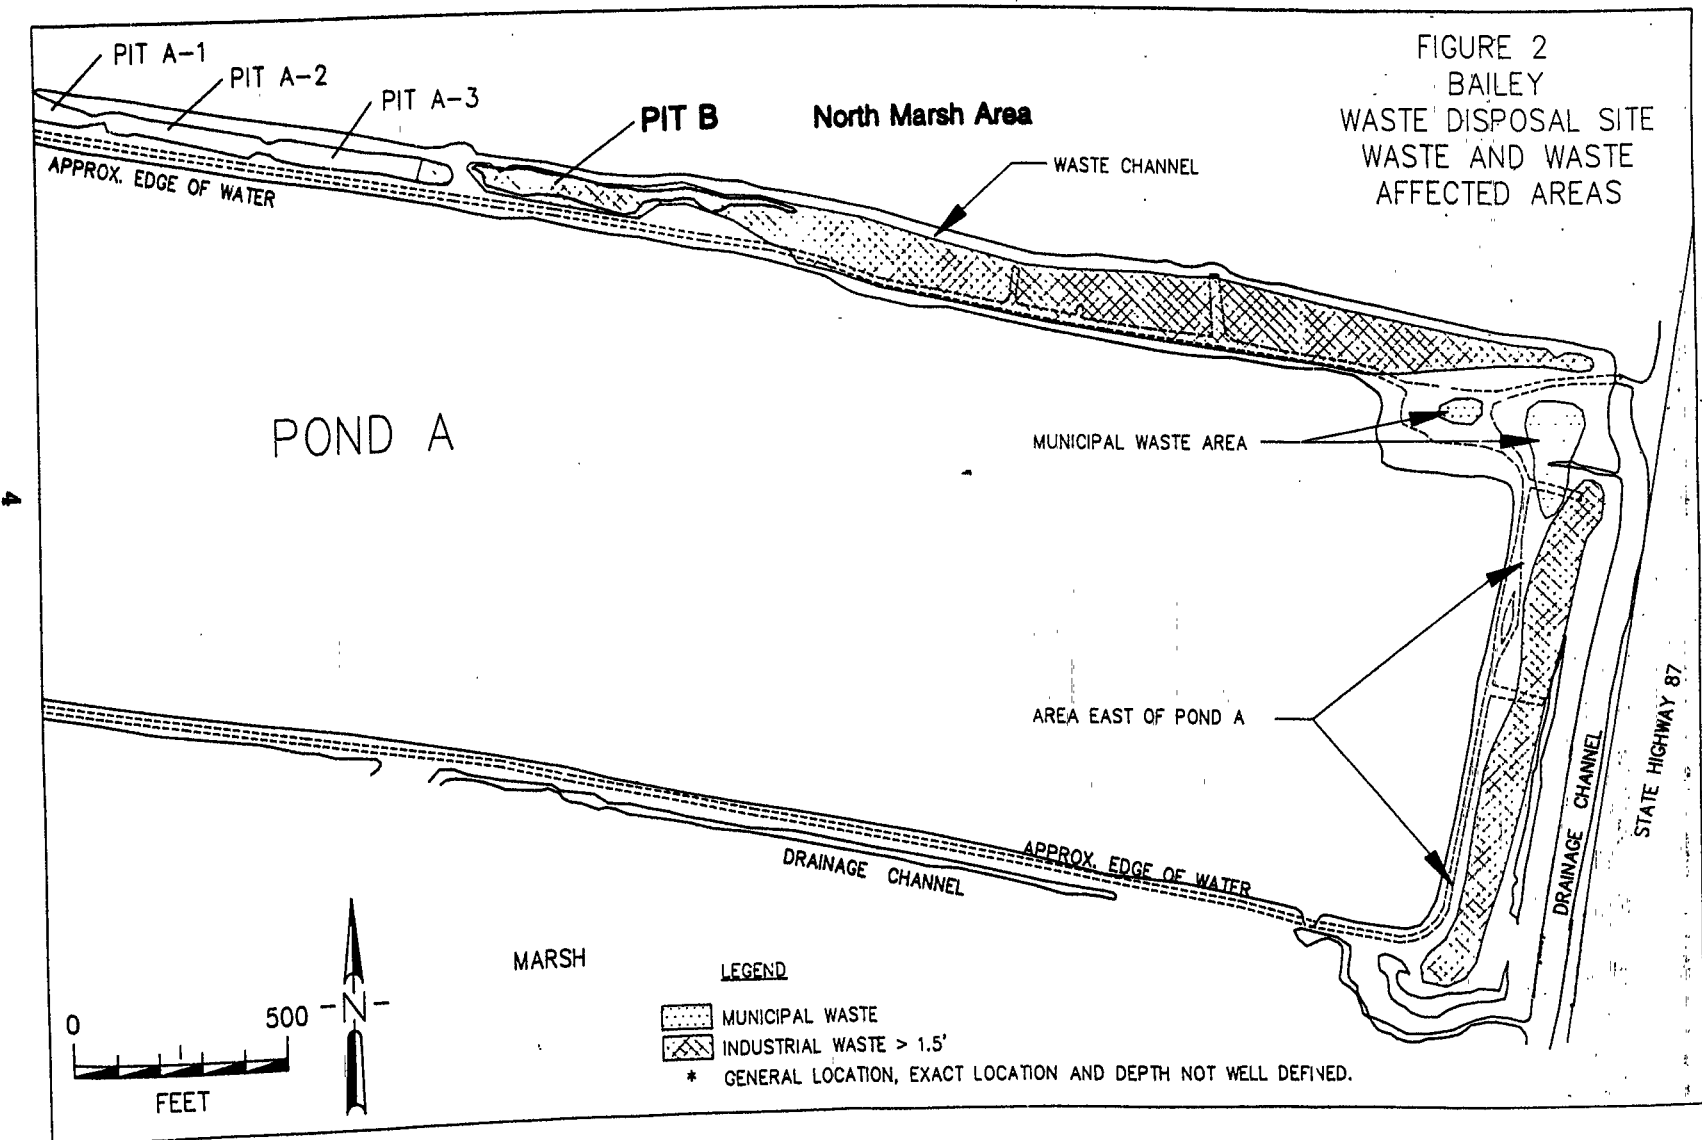 FIGURE 2
BAILEY
WASTE DISPOSAL SITE
WASTE AND WASTE
AFFECTED AREAS
PIT A-1
PIT A-2
PIT A-3
PIT B
North Marsh Area
WASTE CHANNEL
APPROX. EDGE OF WATER
POND A
MUNICIPAL WASTE AREA
4
AREA EAST OF POND A
STATE HIGHWAY 87
DRAINAGE CHANNEL
APPROX. EDGE OF WATER
DRAINAGE CHANNEL
MARSH
0
500
FEET
N
LEGEND
MUNICIPAL WASTE
INDUSTRIAL WASTE > 1.5'
* GENERAL LOCATION, EXACT LOCATION AND DEPTH NOT WELL DEFINED.